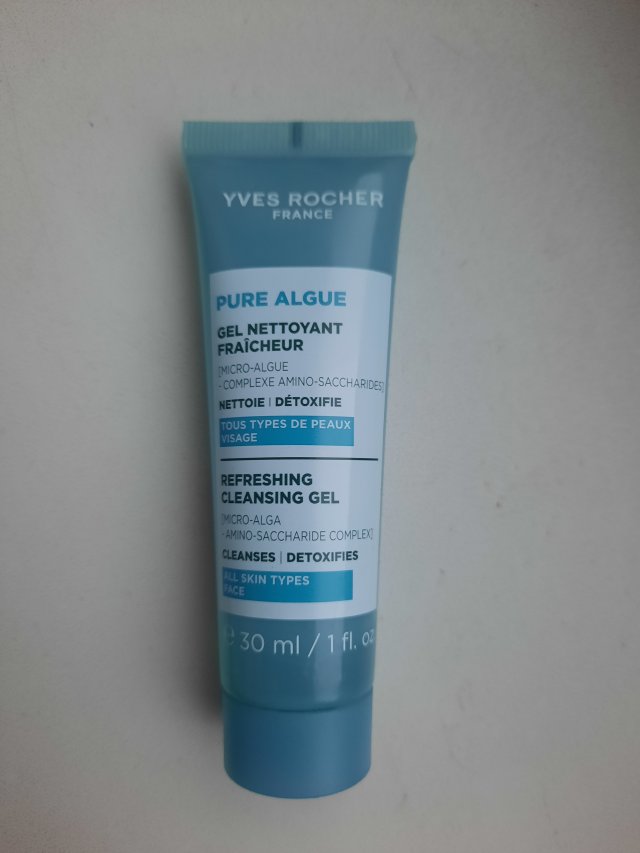 YVES ROCHER
FRANCE
PURE ALGUE
GEL NETTOYANT
FRAÎCHEUR
[MICRO-ALGUE
- COMPLEXE AMINO-SACCHARIDES]
NETTOIE | DÉTOXIFIE
TOUS TYPES DE PEAUX
VISAGE
REFRESHING
CLEANSING GEL
[MICRO-ALGA
- AMINO-SACCHARIDE COMPLEX]
CLEANSES | DETOXIFIES
ALL SKIN TYPES
FACE
℮ 30 ml / 1 fl. oz